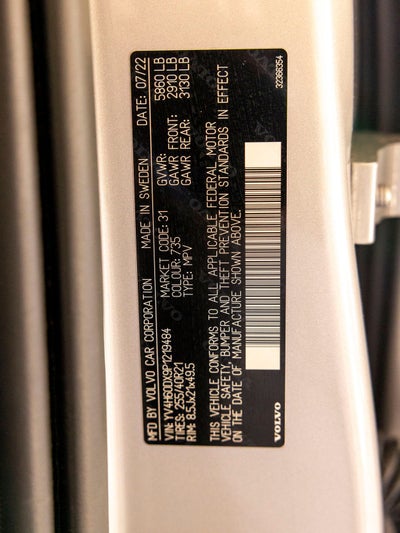 MFD BY VOLVO CAR CORPORATION MADE IN SWEDEN DATE: 07/22
VIN: YV4H60DX9P1219484 MARKET CODE: 31 GVWR: 5860 LB
TIRES: 255/40R21 COLOUR: 735 GAWR FRONT: 2910 LB
RIM: 8.5Jx21x49.5 TYPE: MPV GAWR REAR: 3130 LB
THIS VEHICLE CONFORMS TO ALL APPLICABLE FEDERAL MOTOR
VEHICLE SAFETY, BUMPER AND THEFT PREVENTION STANDARDS IN EFFECT
ON THE DATE OF MANUFACTURE SHOWN ABOVE.
VOLVO 32366354